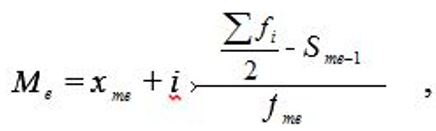 M_e = x_me + i · (∑f_i / 2 - S_me-1) / f_me ,